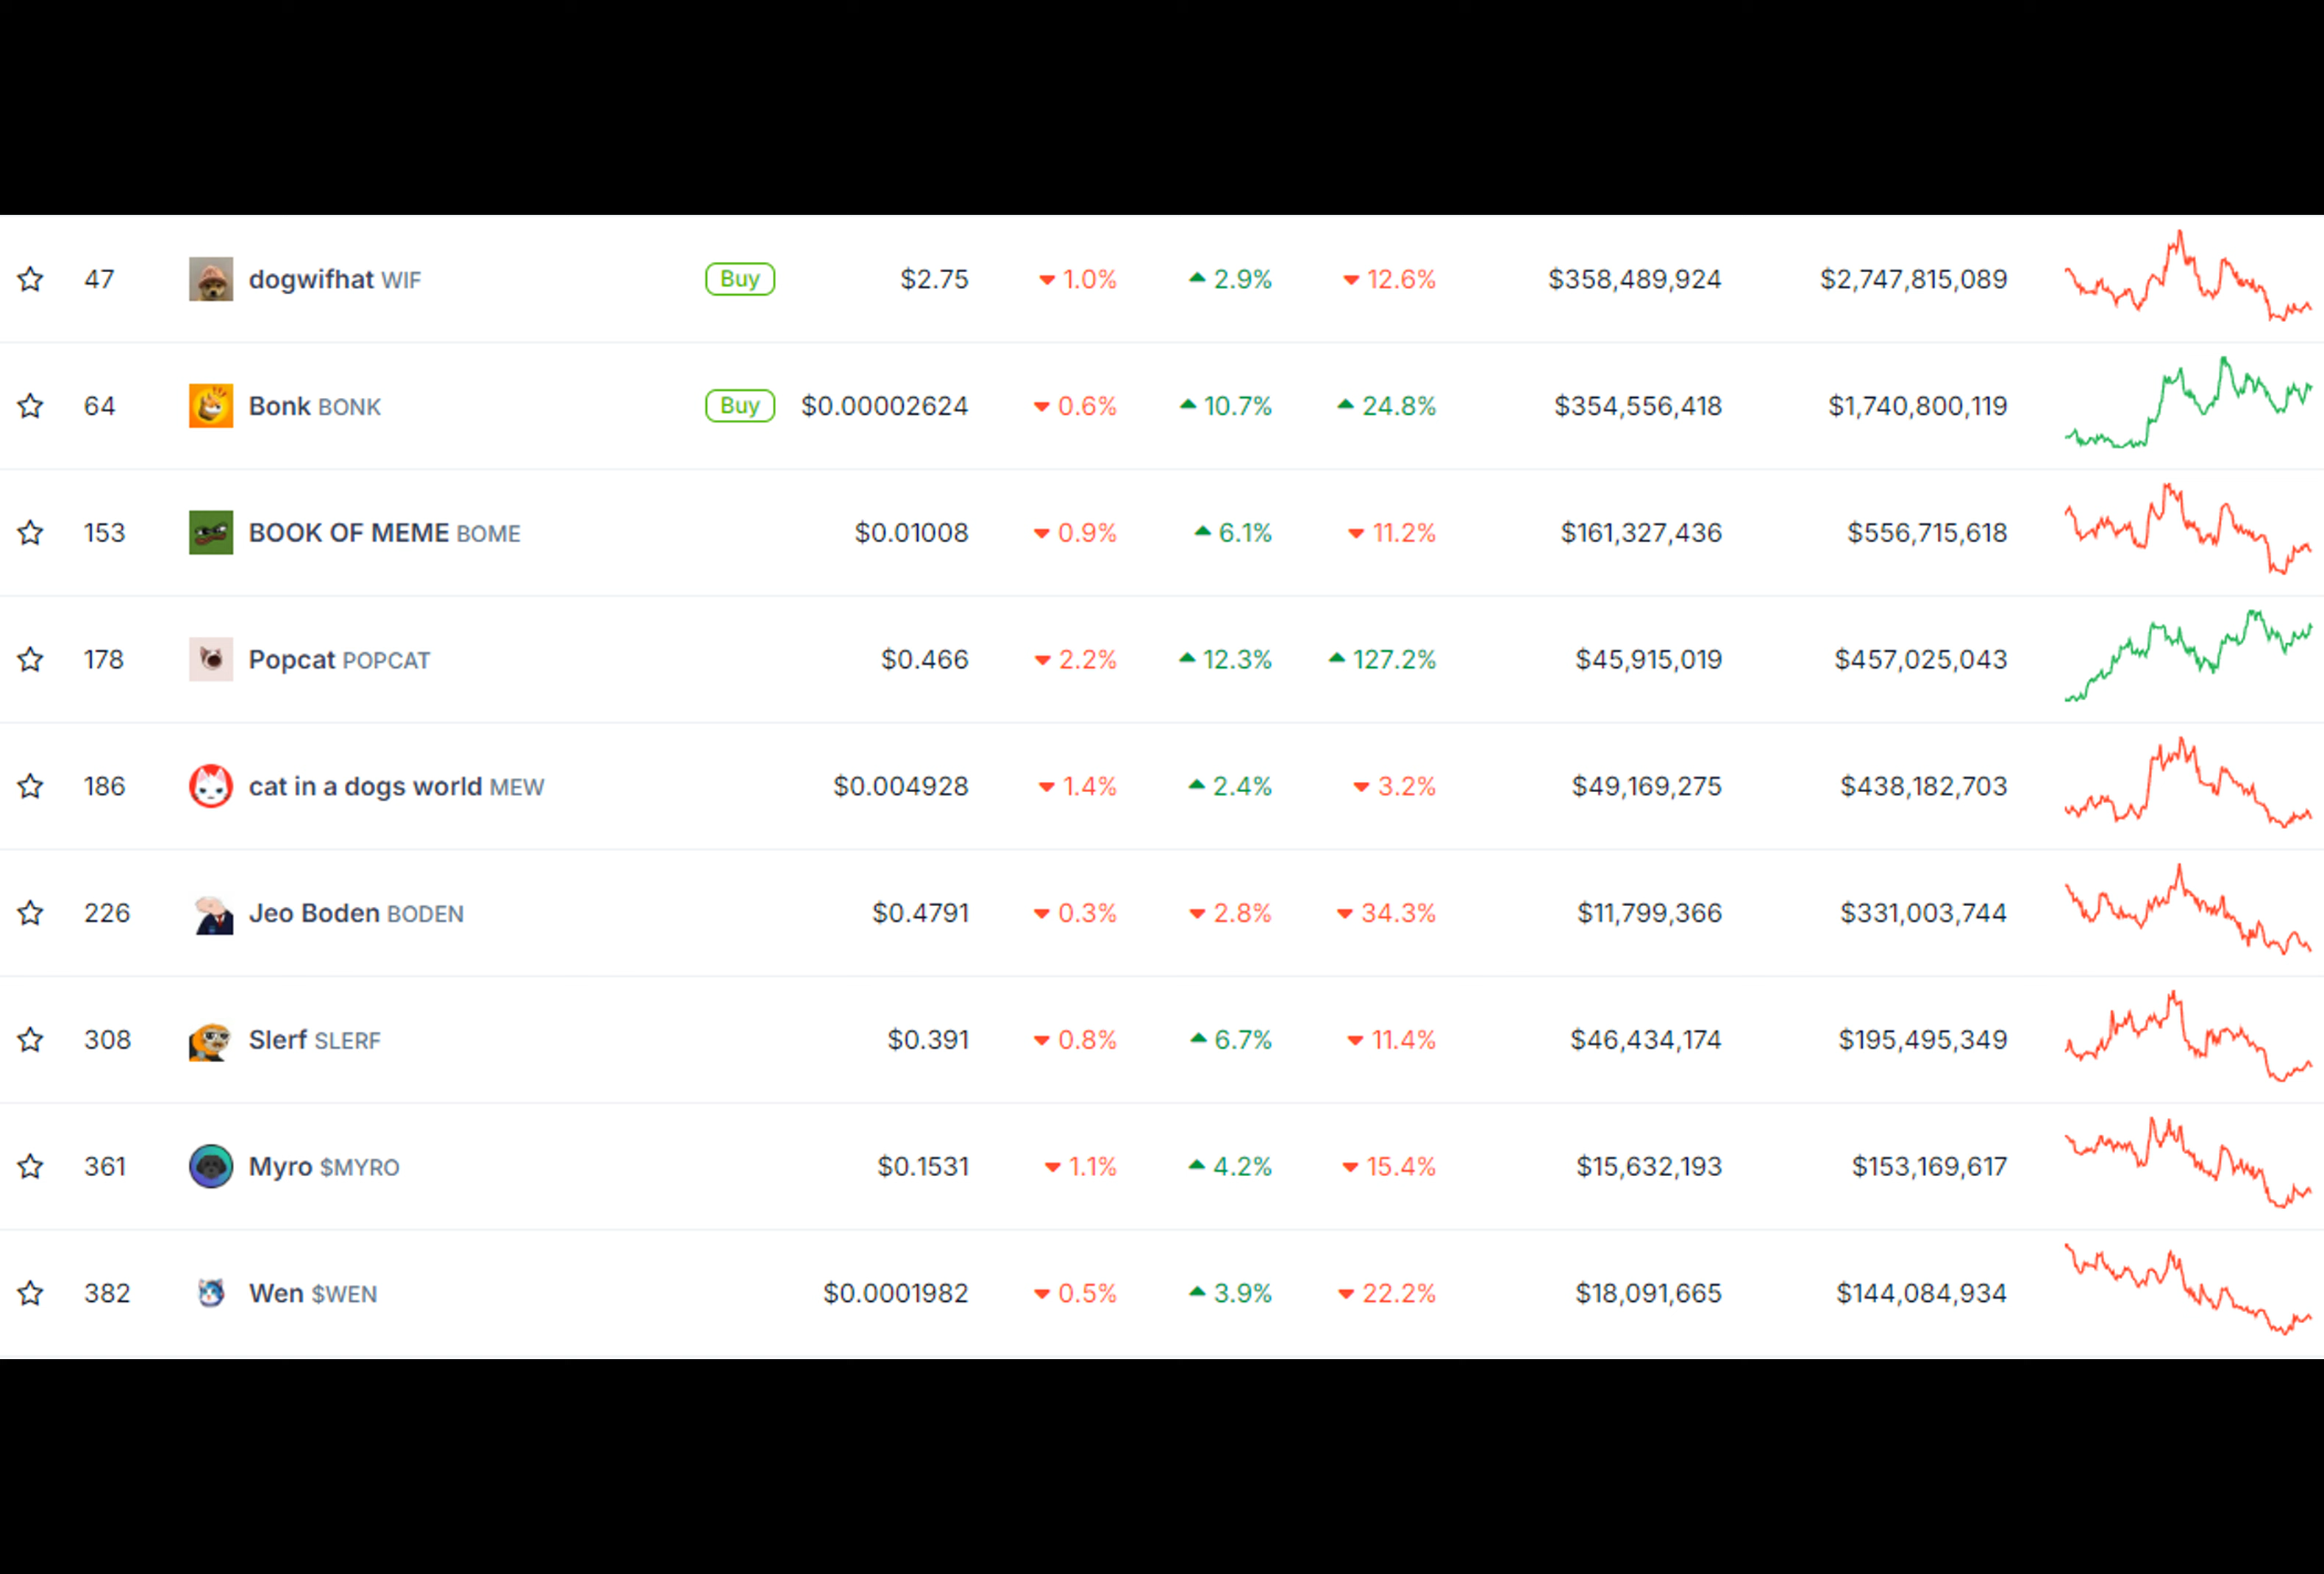 47 dogwifhat WIF Buy $2.75 1.0% 2.9% 12.6% $358,489,924 $2,747,815,089
64 Bonk BONK Buy $0.00002624 0.6% 10.7% 24.8% $354,556,418 $1,740,800,119
153 BOOK OF MEME BOME $0.01008 0.9% 6.1% 11.2% $161,327,436 $556,715,618
178 Popcat POPCAT $0.466 2.2% 12.3% 127.2% $45,915,019 $457,025,043
186 cat in a dogs world MEW $0.004928 1.4% 2.4% 3.2% $49,169,275 $438,182,703
226 Jeo Boden BODEN $0.4791 0.3% 2.8% 34.3% $11,799,366 $331,003,744
308 Slerf SLERF $0.391 0.8% 6.7% 11.4% $46,434,174 $195,495,349
361 Myro $MYRO $0.1531 1.1% 4.2% 15.4% $15,632,193 $153,169,617
382 Wen $WEN $0.0001982 0.5% 3.9% 22.2% $18,091,665 $144,084,934